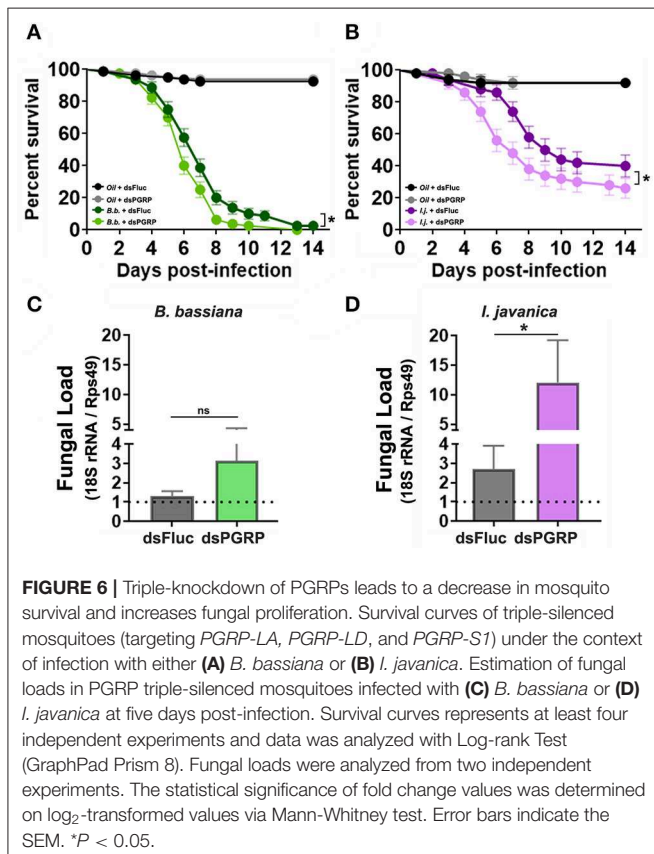 A
Percent survival
100
80
60
40
20
0
0 1 2 3 4 5 6 7 8 9 10 11 12 13 14
Days post-infection
Oil + dsFluc
Oil + dsPGRP
B.b. + dsFluc
B.b. + dsPGRP
*
B
Percent survival
100
80
60
40
20
0
0 2 4 6 8 10 12 14
Days post-infection
Oil + dsFluc
Oil + dsPGRP
I.j. + dsFluc
I.j. + dsPGRP
*
C
B. bassiana
Fungal Load
(18S rRNA / Rps49)
20
15
10
5
4
3
2
1
0
ns
dsFluc dsPGRP
D
I. javanica
Fungal Load
(18S rRNA / Rps49)
20
15
10
5
4
3
2
1
0
*
dsFluc dsPGRP
FIGURE 6 | Triple-knockdown of PGRPs leads to a decrease in mosquito
survival and increases fungal proliferation. Survival curves of triple-silenced
mosquitoes (targeting PGRP-LA, PGRP-LD, and PGRP-S1) under the context
of infection with either (A) B. bassiana or (B) I. javanica. Estimation of fungal
loads in PGRP triple-silenced mosquitoes infected with (C) B. bassiana or (D)
I. javanica at five days post-infection. Survival curves represents at least four
independent experiments and data was analyzed with Log-rank Test
(GraphPad Prism 8). Fungal loads were analyzed from two independent
experiments. The statistical significance of fold change values was determined
on log₂-transformed values via Mann-Whitney test. Error bars indicate the
SEM. *P < 0.05.